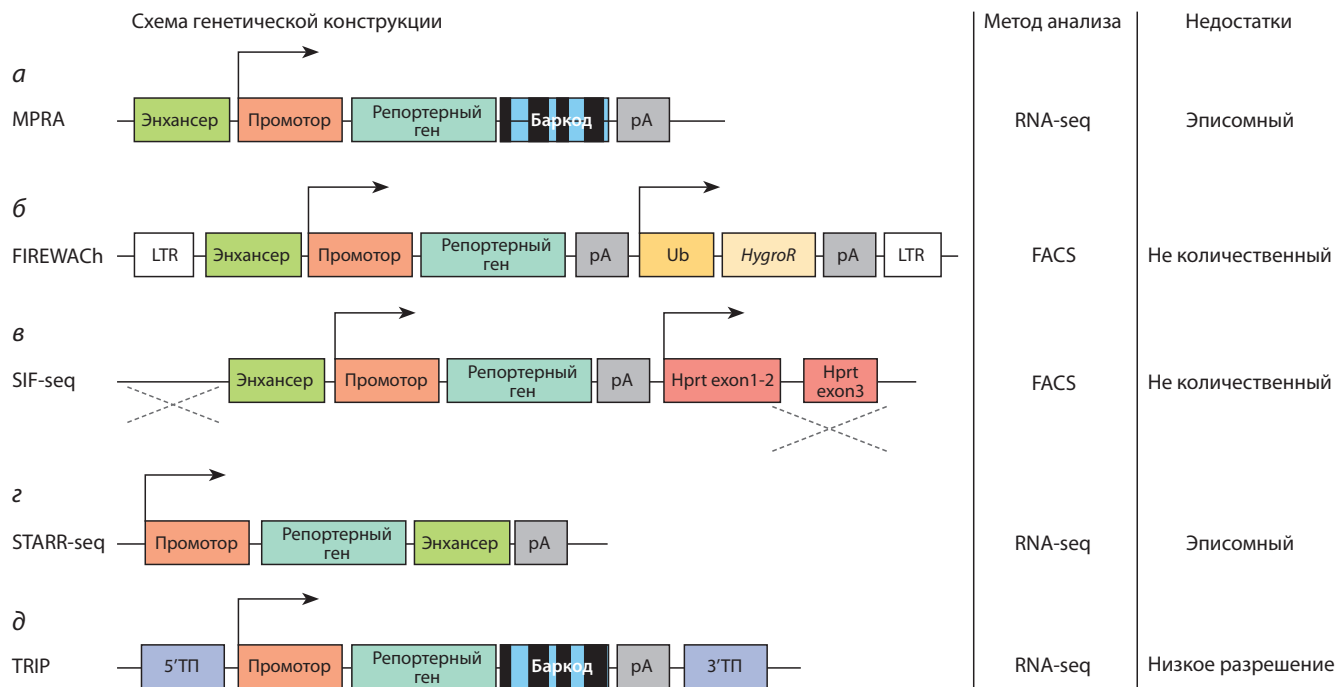 Схема генетической конструкции Метод анализа Недостатки
а
MPRA Энхансер Промотор Репортерный ген Баркод pA RNA-seq Эписомный
б
FIREWACh LTR Энхансер Промотор Репортерный ген pA Ub HygroR pA LTR FACS Не количественный
в
SIF-seq Энхансер Промотор Репортерный ген pA Hprt exon1-2 Hprt exon3 FACS Не количественный
г
STARR-seq Промотор Репортерный ген Энхансер pA RNA-seq Эписомный
д
TRIP 5'ТП Промотор Репортерный ген Баркод pA 3'ТП RNA-seq Низкое разрешение